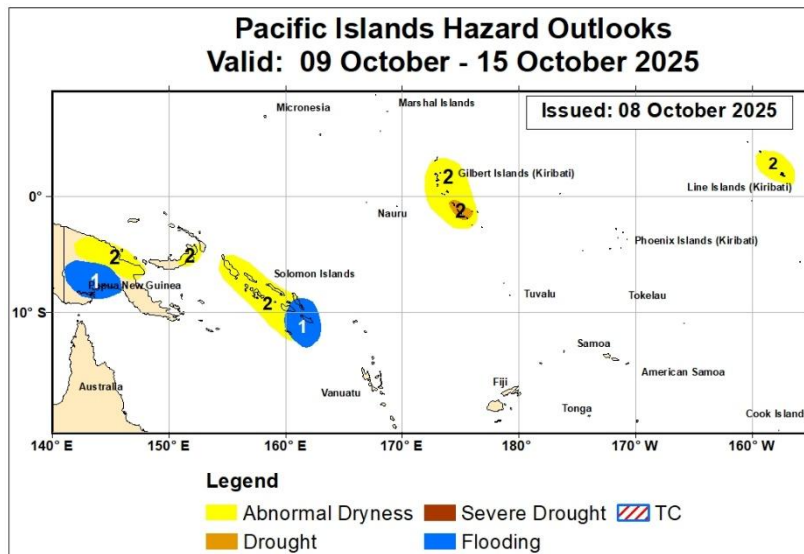 Pacific Islands Hazard Outlooks
Valid: 09 October - 15 October 2025
Issued: 08 October 2025
Micronesia
Marshal Islands
2
Gilbert Islands (Kiribati)
2
Line Islands (Kiribati)
0°
Nauru
2
Phoenix Islands (Kiribati)
2
2
Solomon Islands
1
Papua New Guinea
2
1
10° S
Tuvalu
Tokelau
Samoa
American Samoa
Australia
Vanuatu
Fiji
Tonga
Cook Island
140° E
150° E
160° E
170° E
180°
170° W
160° W
Legend
Abnormal Dryness
Severe Drought
TC
Drought
Flooding